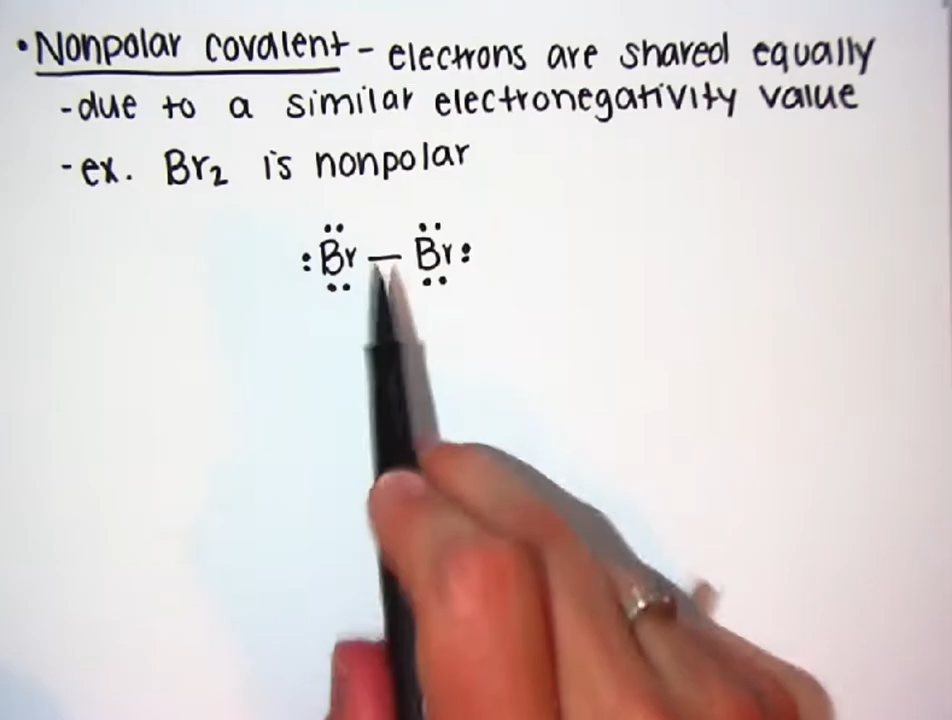 • Nonpolar covalent - electrons are shared equally
- due to a similar electronegativity value
- ex. Br₂ is nonpolar
:Br — Br: